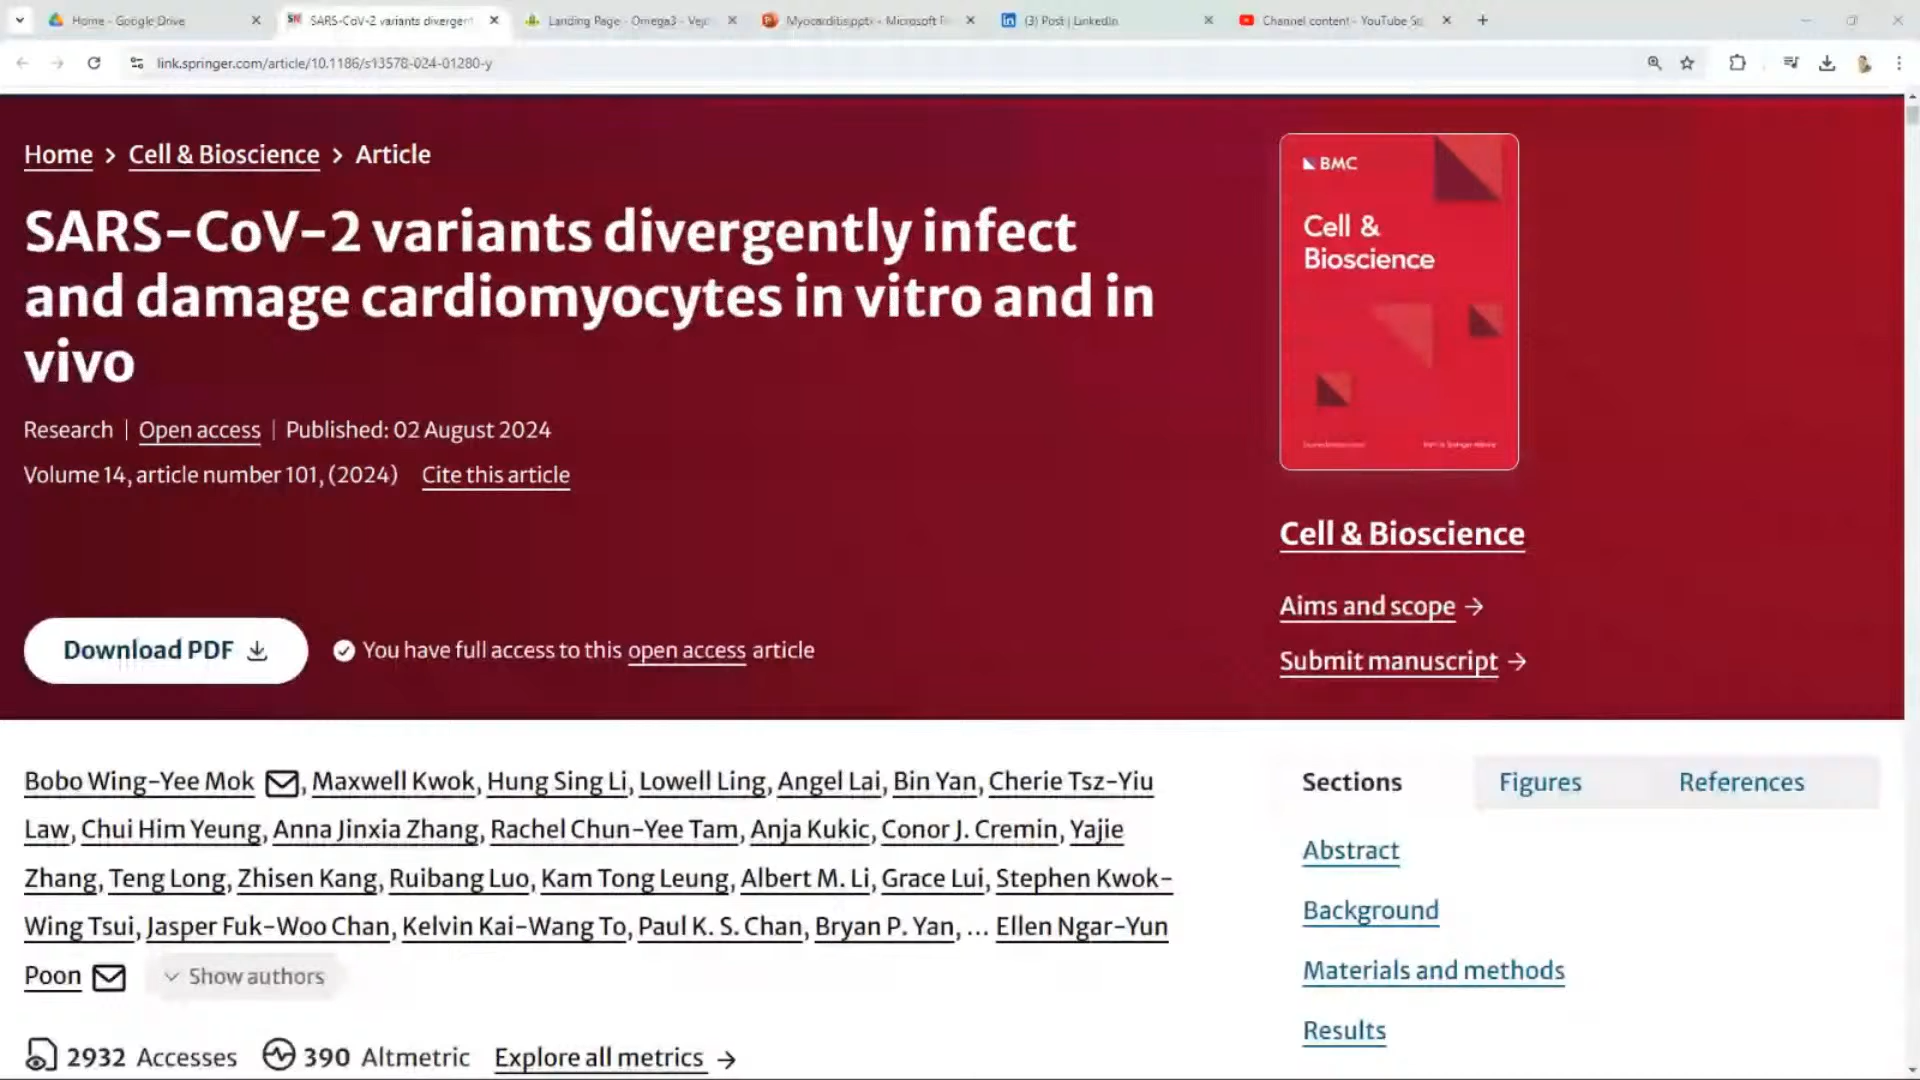 Home - Google Drive
SARS-CoV-2 variants divergent
Landing Page - Omega3 - Vejo
Myocarditis.pptx - Microsoft P
(3) Post | LinkedIn
Channel content - YouTube St
link.springer.com/article/10.1186/s13578-024-01280-y
Home > Cell & Bioscience > Article
SARS-CoV-2 variants divergently infect
and damage cardiomyocytes in vitro and in
vivo
Research | Open access | Published: 02 August 2024
Volume 14, article number 101, (2024) Cite this article
Download PDF
You have full access to this open access article
BMC
Cell &
Bioscience
Cell & Bioscience
Aims and scope →
Submit manuscript →
Bobo Wing-Yee Mok, Maxwell Kwok, Hung Sing Li, Lowell Ling, Angel Lai, Bin Yan, Cherie Tsz-Yiu
Law, Chui Him Yeung, Anna Jinxia Zhang, Rachel Chun-Yee Tam, Anja Kukic, Conor J. Cremin, Yajie
Zhang, Teng Long, Zhisen Kang, Ruibang Luo, Kam Tong Leung, Albert M. Li, Grace Lui, Stephen Kwok-
Wing Tsui, Jasper Fuk-Woo Chan, Kelvin Kai-Wang To, Paul K. S. Chan, Bryan P. Yan, … Ellen Ngar-Yun
Poon Show authors
2932 Accesses 390 Altmetric Explore all metrics →
Sections Figures References
Abstract
Background
Materials and methods
Results